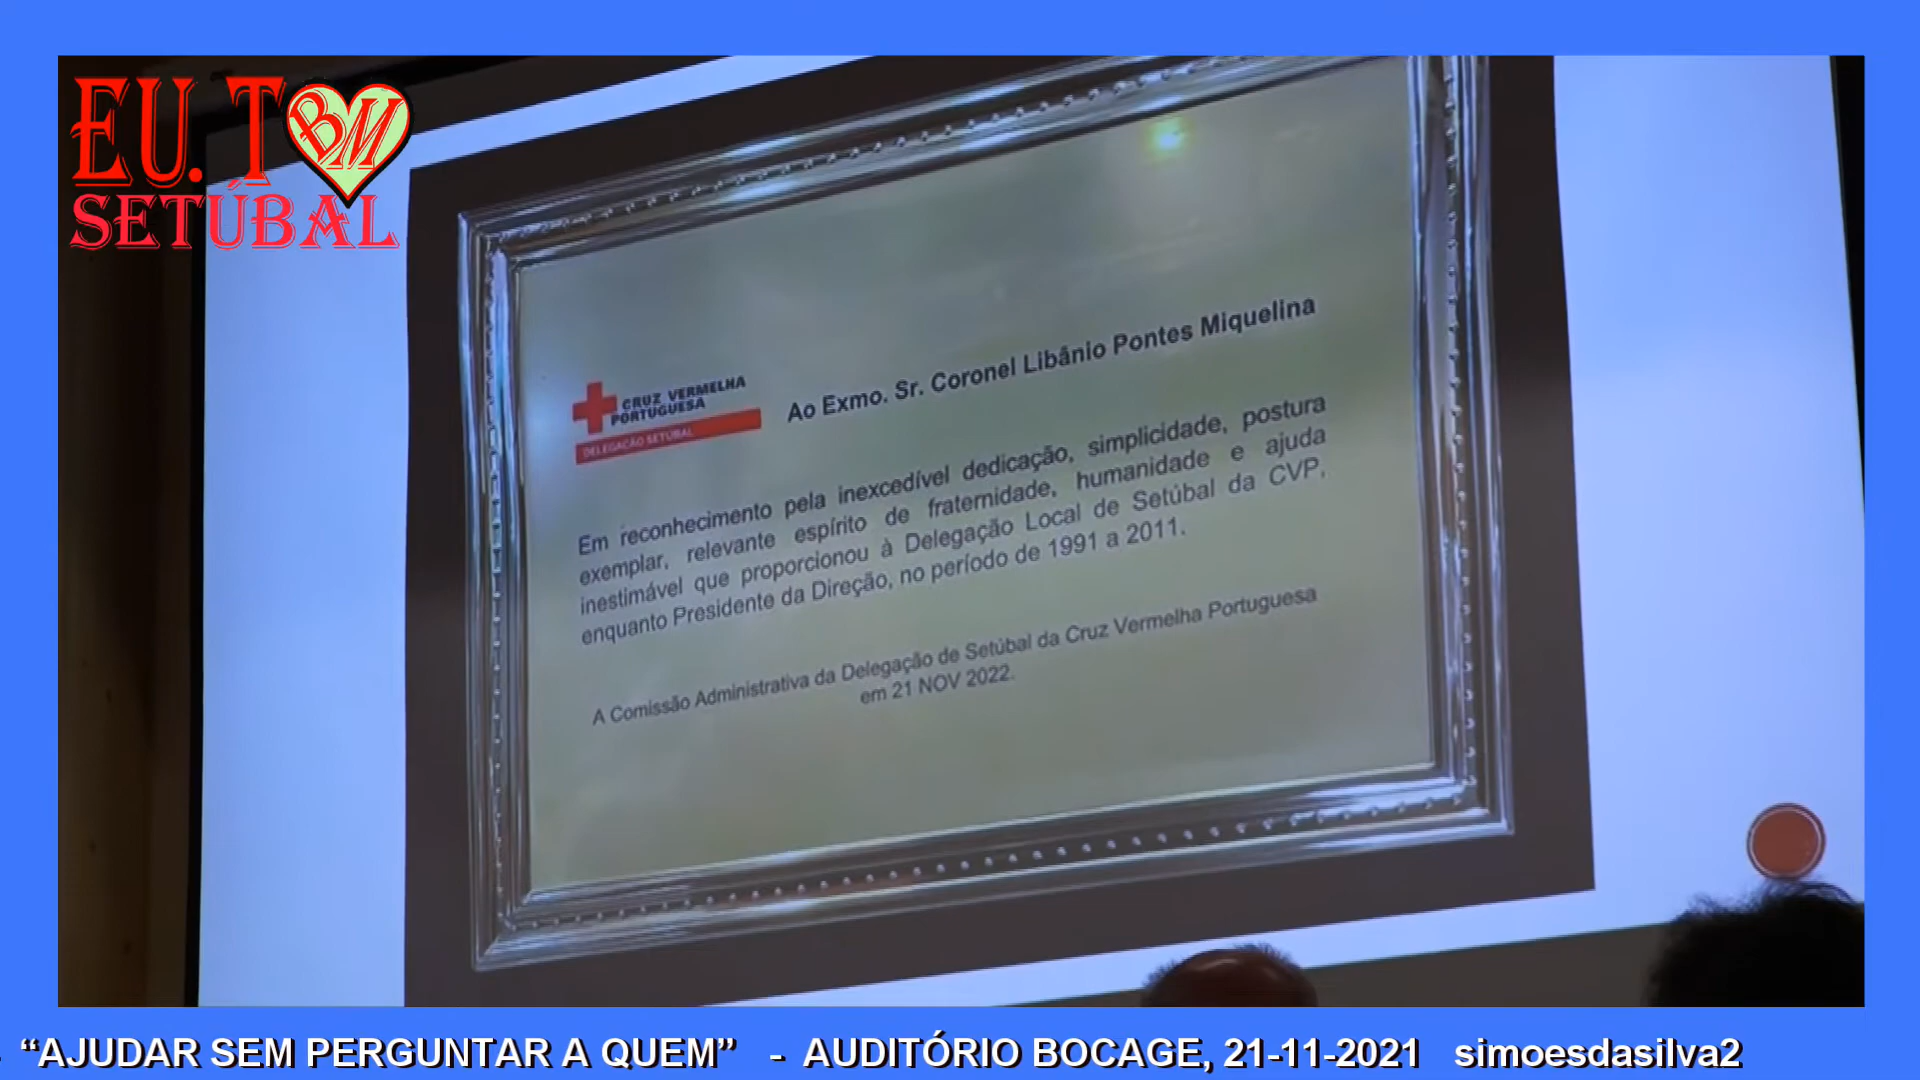 EU. T BM
SETÚBAL
CRUZ VERMELHA
PORTUGUESA
DELEGAÇÃO SETÚBAL
Ao Exmo. Sr. Coronel Libânio Pontes Miquelina
Em reconhecimento pela inexcedível dedicação, simplicidade, postura
exemplar, relevante espírito de fraternidade, humanidade e ajuda
inestimável que proporcionou à Delegação Local de Setúbal da CVP,
enquanto Presidente da Direção, no período de 1991 a 2011.
A Comissão Administrativa da Delegação de Setúbal da Cruz Vermelha Portuguesa
em 21 NOV 2022.
- “AJUDAR SEM PERGUNTAR A QUEM” - AUDITÓRIO BOCAGE, 21-11-2021 simoesdasilva2